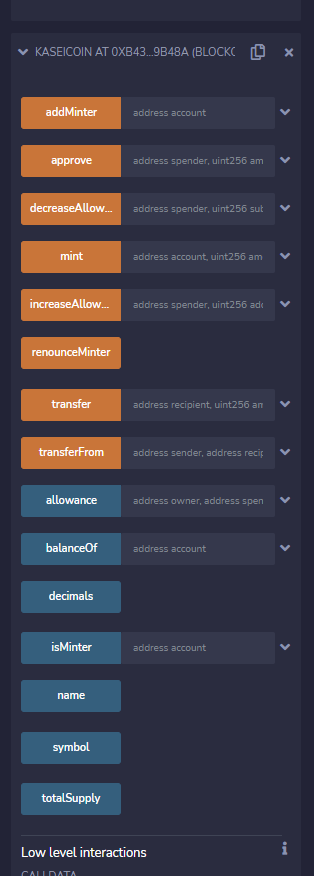 KASEICOIN AT 0XB43...9B48A (BLOCKC
addMinter address account
approve address spender, uint256 am
decreaseAllow... address spender, uint256 sub
mint address account, uint256 am
increaseAllow... address spender, uint256 add
renounceMinter
transfer address recipient, uint256 am
transferFrom address sender, address recip
allowance address owner, address spen
balanceOf address account
decimals
isMinter address account
name
symbol
totalSupply
Low level interactions
CALLDATA